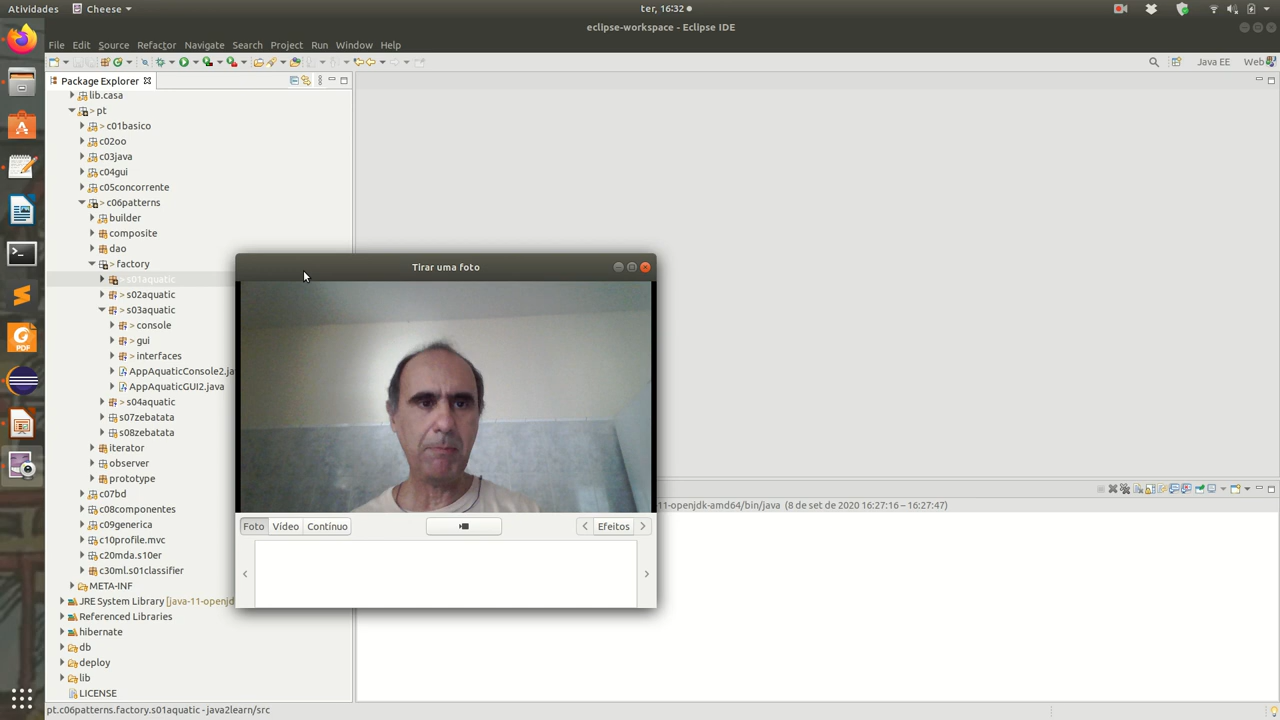 Atividades
Cheese
ter, 16:32
eclipse-workspace - Eclipse IDE
File Edit Source Refactor Navigate Search Project Run Window Help
Java EE
Web
Package Explorer
lib.casa
> pt
> c01basico
c02oo
c03java
c04gui
c05concorrente
> c06patterns
builder
composite
dao
> factory
> s01aquatic
> s02aquatic
> s03aquatic
> console
> gui
> interfaces
AppAquaticConsole2.ja
AppAquaticGUI2.java
> s04aquatic
s07zebatata
s08zebatata
iterator
observer
prototype
c07bd
c08componentes
c09generica
c10profile.mvc
c20mda.s10er
c30ml.s01classifier
META-INF
JRE System Library [java-11-openjd
Referenced Libraries
hibernate
db
deploy
lib
LICENSE
Tirar uma foto
Foto Vídeo Contínuo
Efeitos
11-openjdk-amd64/bin/java (8 de set de 2020 16:27:16 – 16:27:47)
pt.c06patterns.factory.s01aquatic - java2learn/src